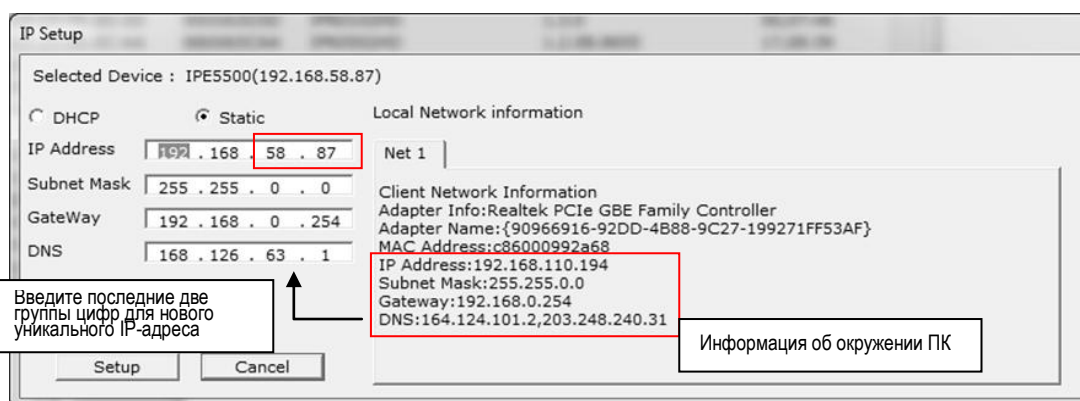 IP Setup
Selected Device : IPE5500(192.168.58.87)
DHCP
Static
IP Address
192 . 168 . 58 . 87
Subnet Mask
255 . 255 . 0 . 0
GateWay
192 . 168 . 0 . 254
DNS
168 . 126 . 63 . 1
Введите последние две
группы цифр для нового
уникального IP-адреса
Setup
Cancel
Local Network information
Net 1
Client Network Information
Adapter Info:Realtek PCIe GBE Family Controller
Adapter Name:{90966916-92DD-4B88-9C27-199271FF53AF}
MAC Address:c86000992a68
IP Address:192.168.110.194
Subnet Mask:255.255.0.0
Gateway:192.168.0.254
DNS:164.124.101.2,203.248.240.31
Информация об окружении ПК